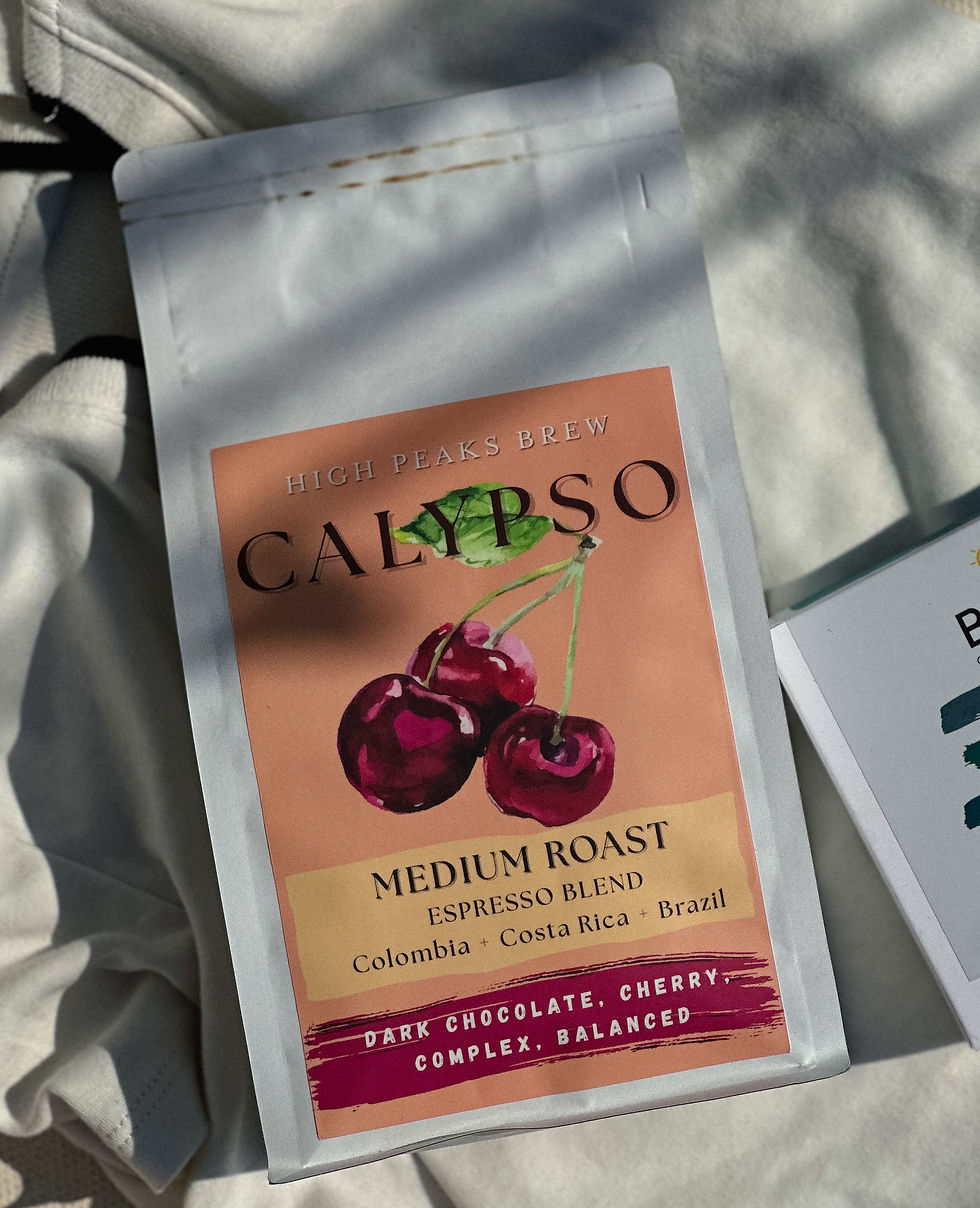 HIGH PEAKS BREW
CALYPSO
MEDIUM ROAST
ESPRESSO BLEND
Colombia + Costa Rica + Brazil
DARK CHOCOLATE, CHERRY,
COMPLEX, BALANCED